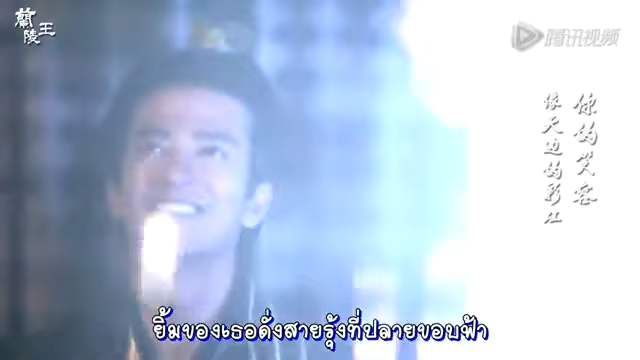 蘭陵王
腾讯视频
你的笑容
像天边的彩虹
ยิ้มของเธอดั่งสายรุ้งที่ปลายขอบฟ้า